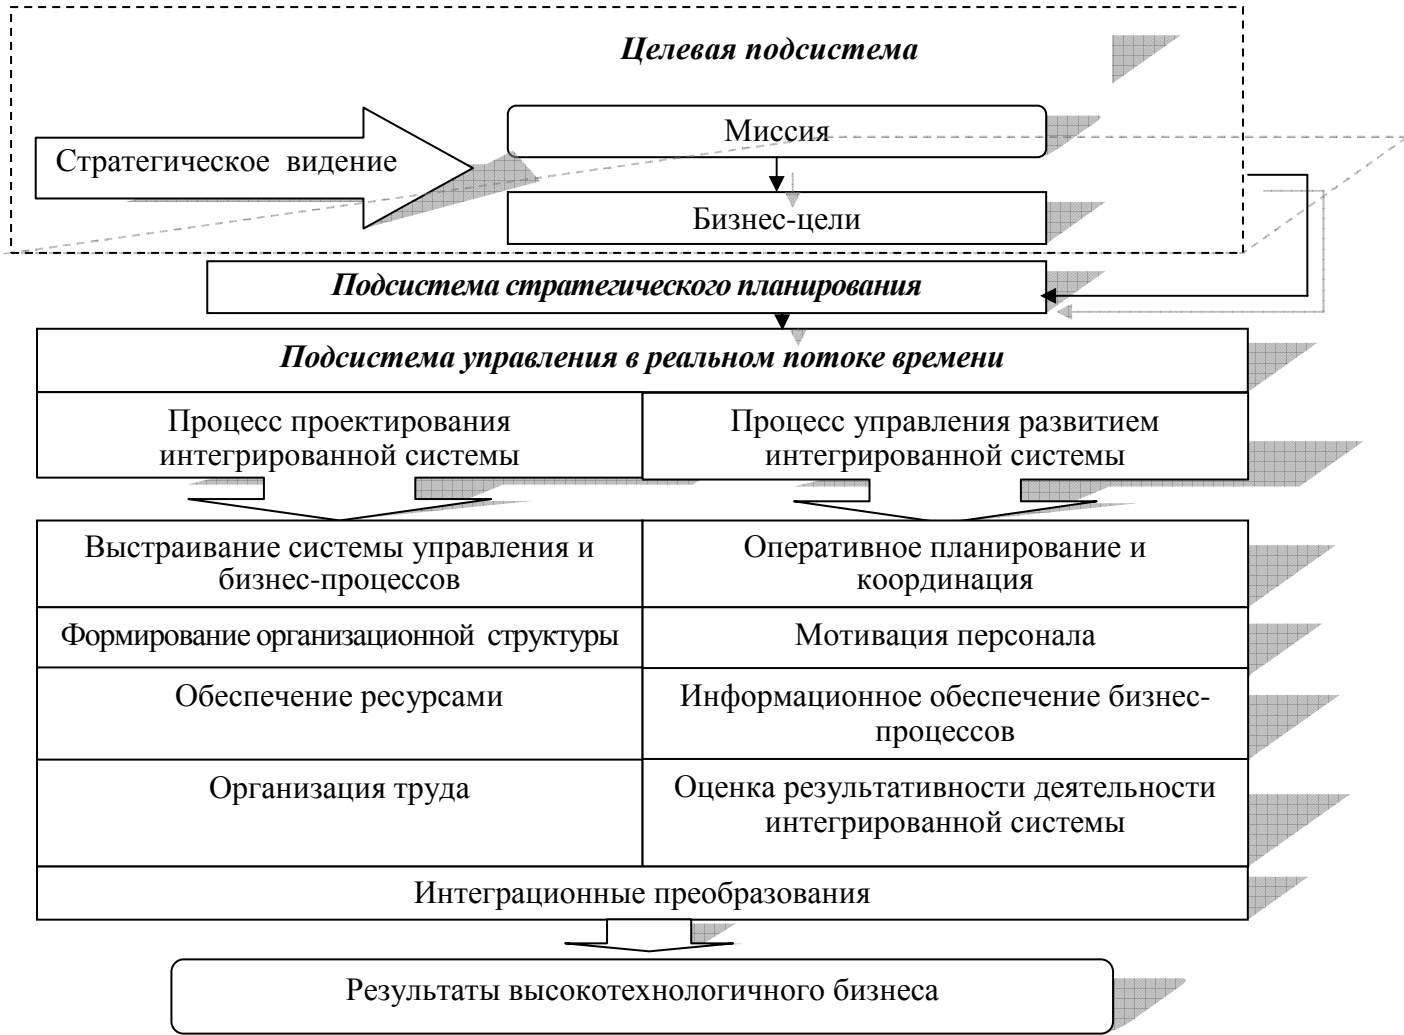 Целевая подсистема
Миссия
Стратегическое видение
Бизнес-цели
Подсистема стратегического планирования
Подсистема управления в реальном потоке времени
Процесс проектирования
интегрированной системы
Процесс управления развитием
интегрированной системы
Выстраивание системы управления и
бизнес-процессов
Оперативное планирование и
координация
Формирование организационной структуры
Мотивация персонала
Обеспечение ресурсами
Информационное обеспечение бизнес-
процессов
Организация труда
Оценка результативности деятельности
интегрированной системы
Интеграционные преобразования
Результаты высокотехнологичного бизнеса